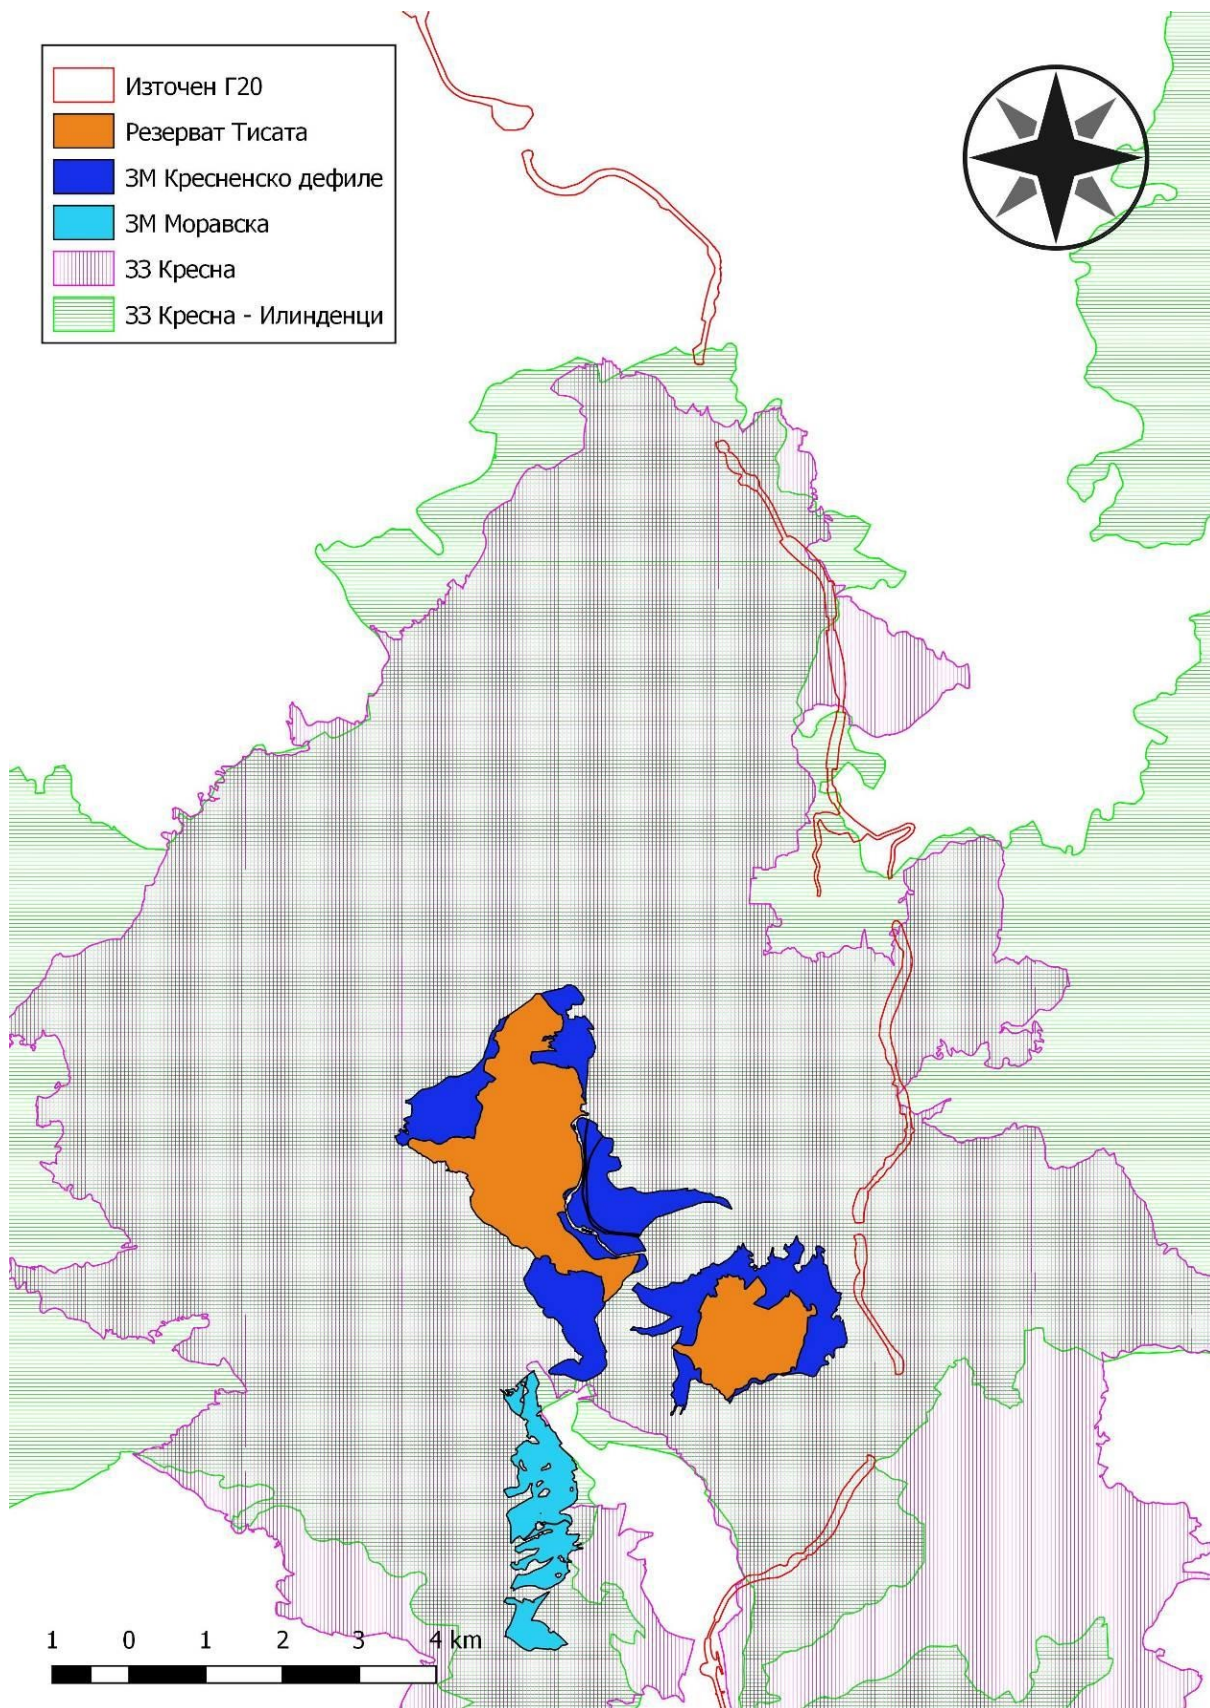 Източен Г20
Резерват Тисата
ЗМ Кресненско дефиле
ЗМ Моравска
ЗЗ Кресна
ЗЗ Кресна - Илинденци
1 0 1 2 3 4 km